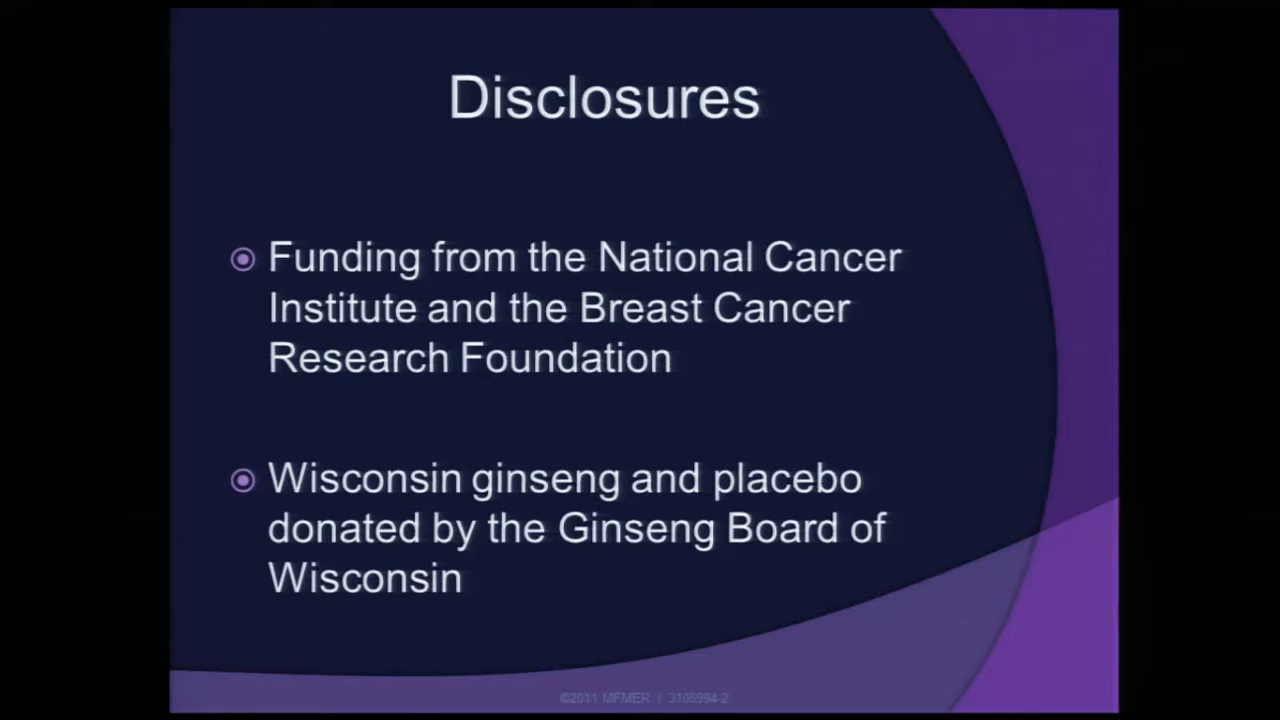 Disclosures
Funding from the National Cancer
Institute and the Breast Cancer
Research Foundation
Wisconsin ginseng and placebo
donated by the Ginseng Board of
Wisconsin
©2011 MFMER | 3105994-2